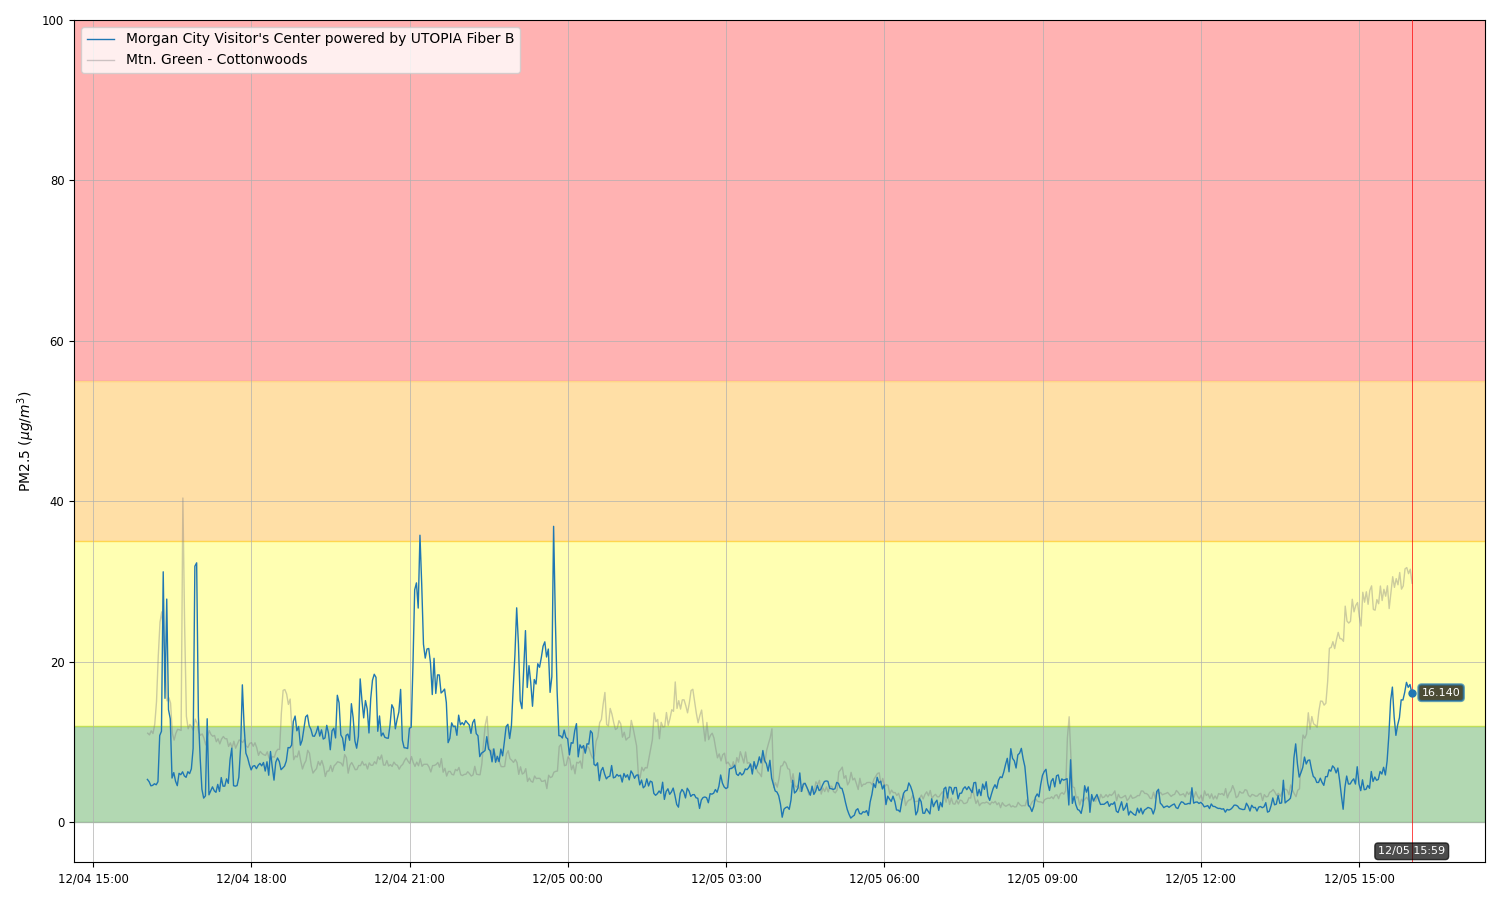 100
Morgan City Visitor's Center powered by UTOPIA Fiber B
Mtn. Green - Cottonwoods
80
60
PM2.5 (μg/m³)
40
20
16.140
0
12/05 15:59
12/04 15:00 12/04 18:00 12/04 21:00 12/05 00:00 12/05 03:00 12/05 06:00 12/05 09:00 12/05 12:00 12/05 15:00